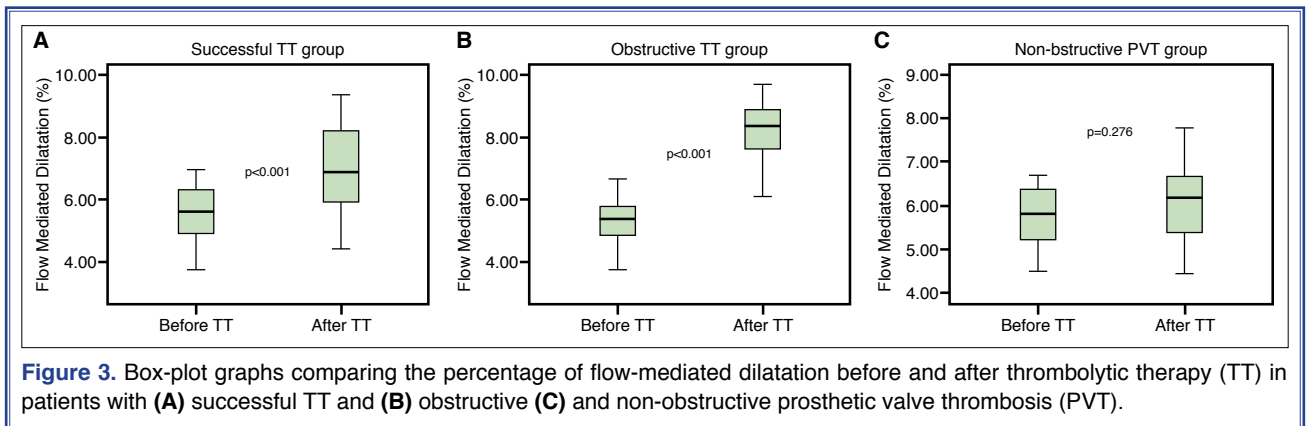 A
Successful TT group
Flow Mediated Dilatation (%)
10.00
8.00
6.00
4.00
p<0.001
Before TT
After TT
B
Obstructive TT group
Flow Mediated Dilatation (%)
10.00
8.00
6.00
4.00
p<0.001
Before TT
After TT
C
Non-bstructive PVT group
Flow Mediated Dilatation (%)
9.00
8.00
7.00
6.00
5.00
4.00
p=0.276
Before TT
After TT
Figure 3. Box-plot graphs comparing the percentage of flow-mediated dilatation before and after thrombolytic therapy (TT) in
patients with (A) successful TT and (B) obstructive (C) and non-obstructive prosthetic valve thrombosis (PVT).